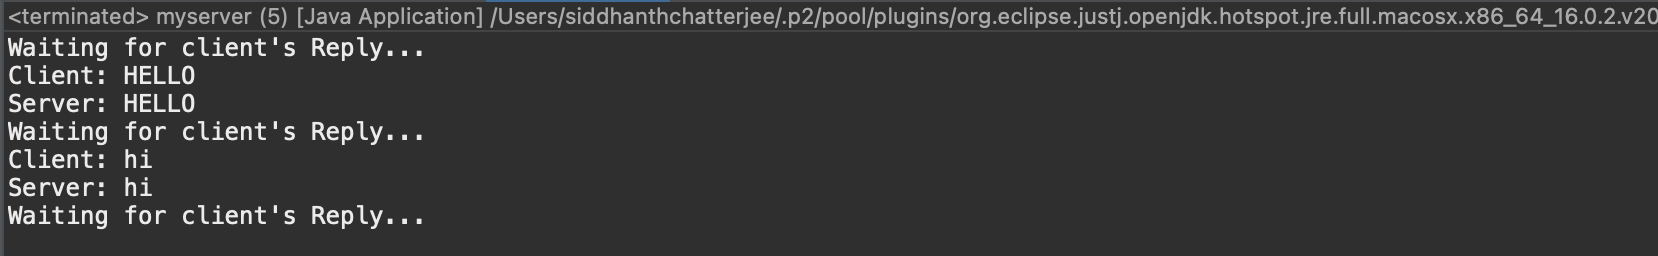 <terminated> myserver (5) [Java Application] /Users/siddhanthchatterjee/.p2/pool/plugins/org.eclipse.justj.openjdk.hotspot.jre.full.macosx.x86_64_16.0.2.v20
Waiting for client's Reply...
Client: HELLO
Server: HELLO
Waiting for client's Reply...
Client: hi
Server: hi
Waiting for client's Reply...